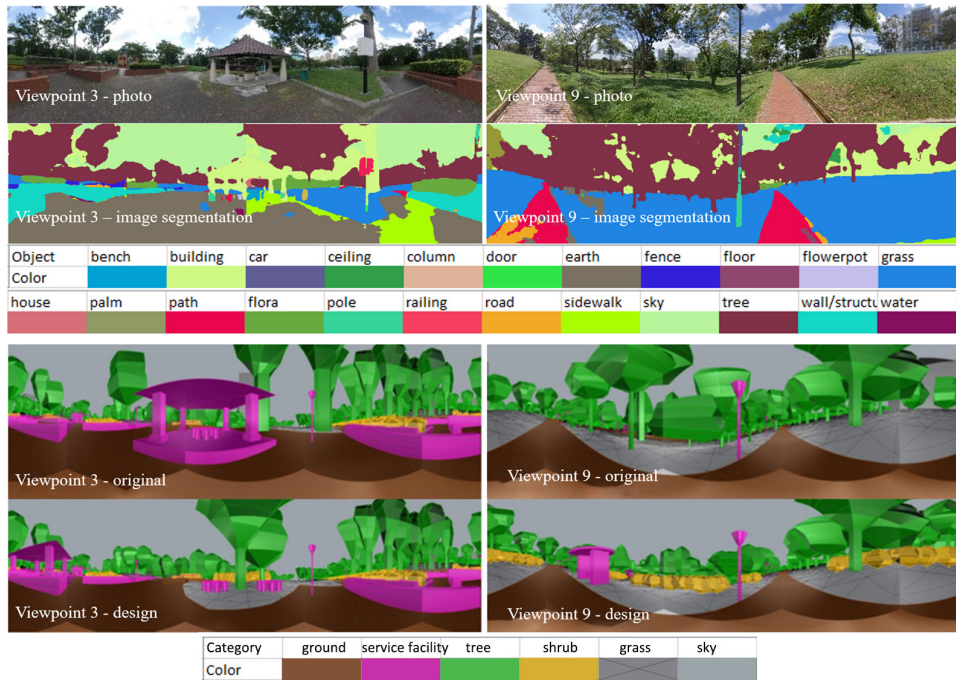 Viewpoint 3 - photo
Viewpoint 9 - photo
Viewpoint 3 – image segmentation
Viewpoint 9 – image segmentation
Object bench building car ceiling column door earth fence floor flowerpot grass
Color
house palm path flora pole railing road sidewalk sky tree wall/structu water
Viewpoint 3 - original
Viewpoint 9 - original
Viewpoint 3 - design
Viewpoint 9 - design
Category ground service facility tree shrub grass sky
Color